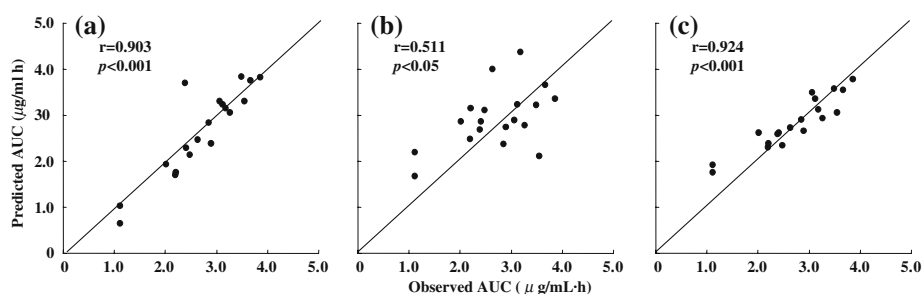 (a)
r=0.903
p<0.001
(b)
r=0.511
p<0.05
(c)
r=0.924
p<0.001
Predicted AUC (μg/ml h)
5.0
4.0
3.0
2.0
1.0
0
0 1.0 2.0 3.0 4.0 5.0
0 1.0 2.0 3.0 4.0 5.0
0 1.0 2.0 3.0 4.0 5.0
Observed AUC ( μ g/mL·h)